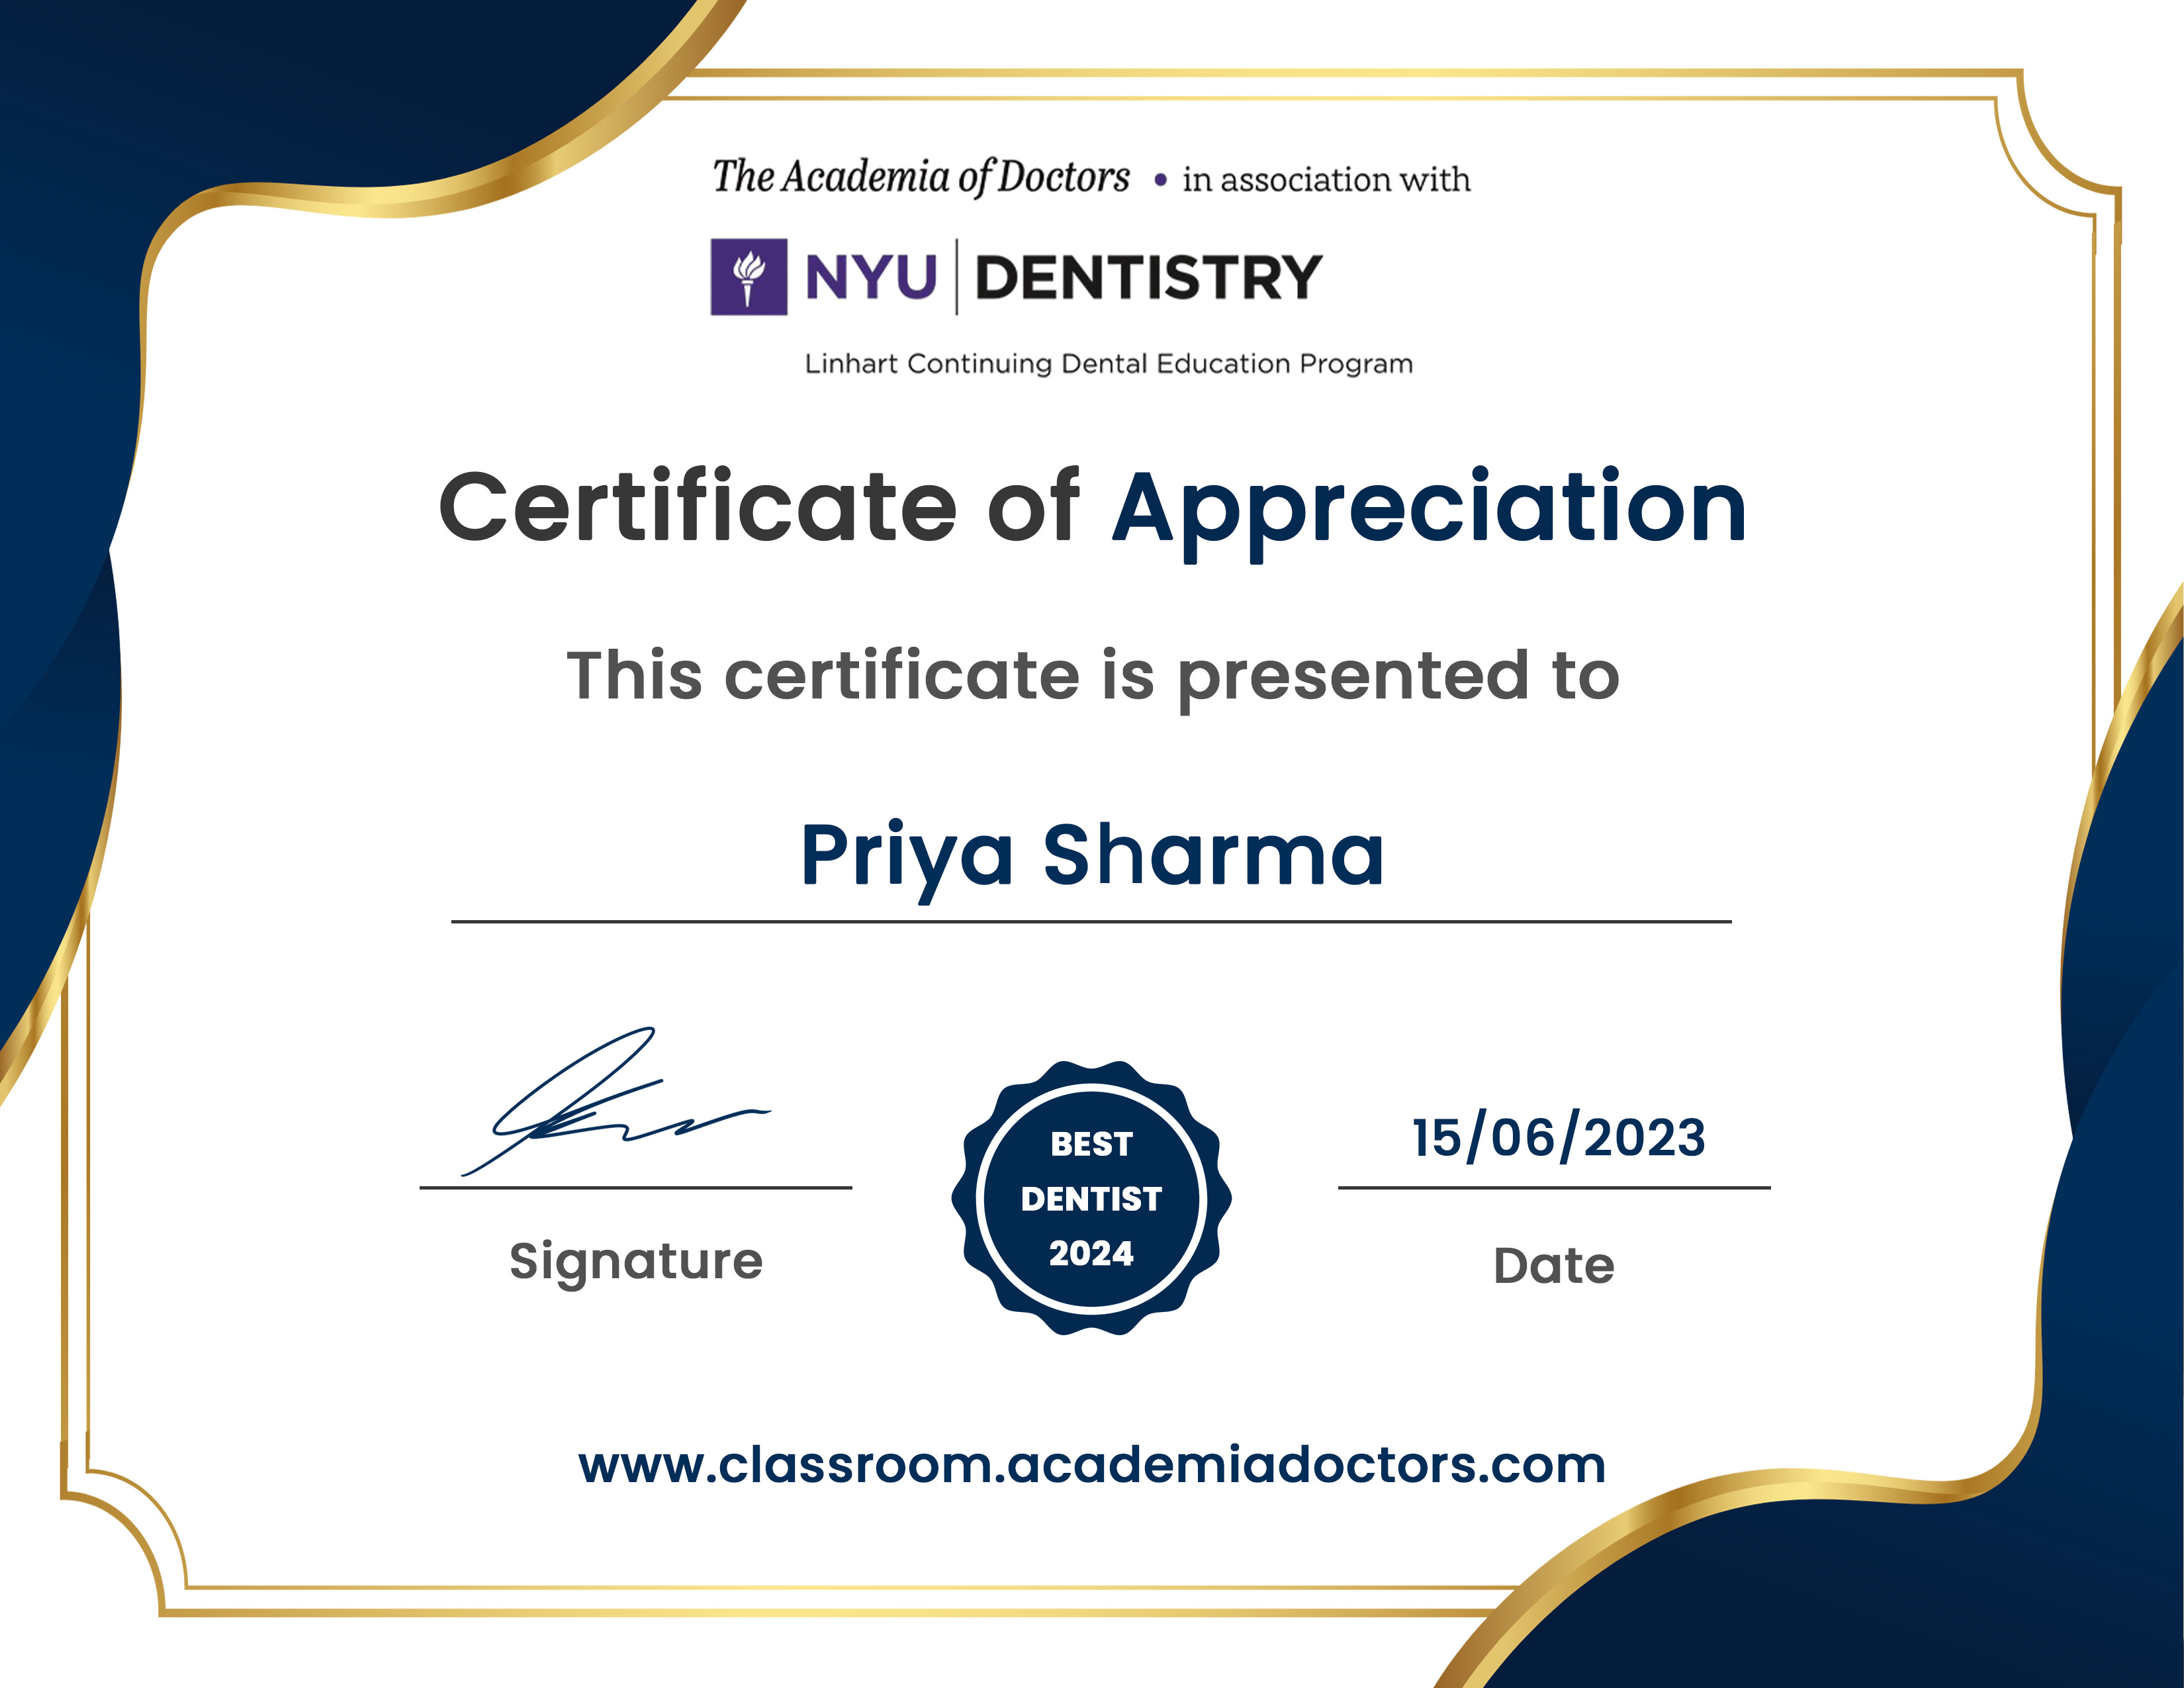 The Academia of Doctors • in association with
NYU | DENTISTRY
Linhart Continuing Dental Education Program
Certificate of Appreciation
This certificate is presented to
Priya Sharma
BEST
DENTIST
2024
15/06/2023
Signature
Date
www.classroom.academiadoctors.com